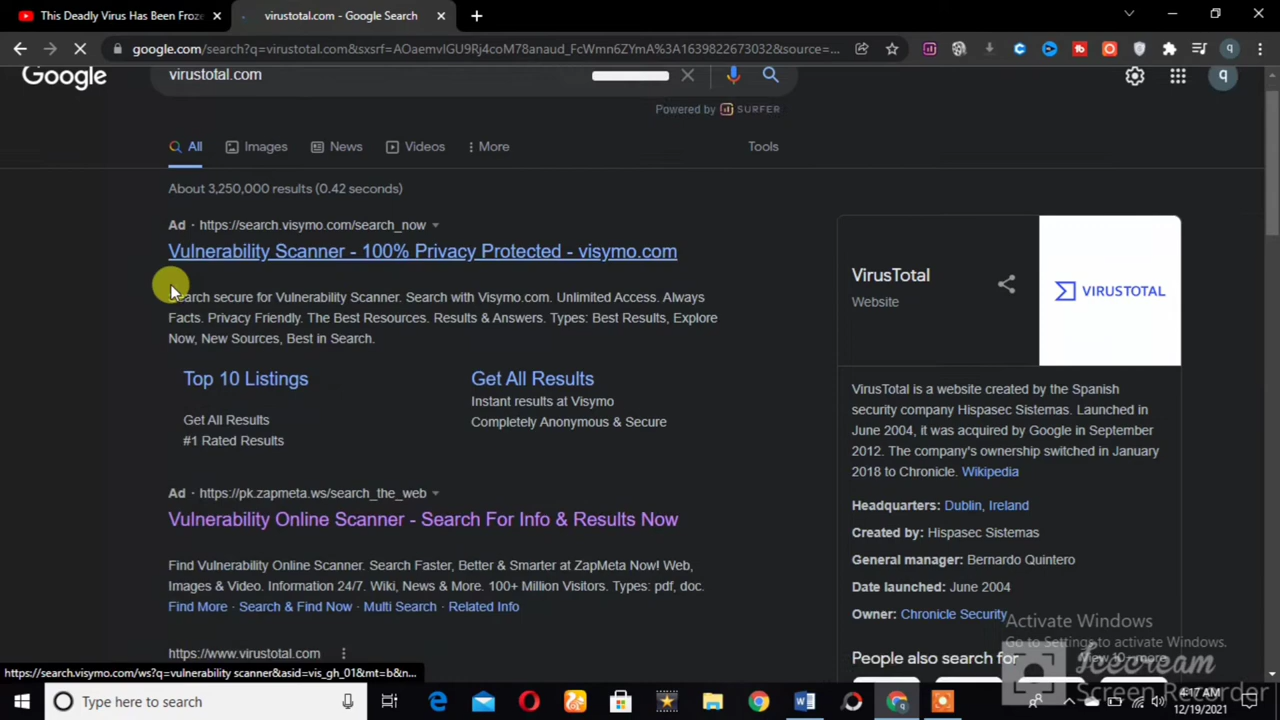 This Deadly Virus Has Been Froze
virustotal.com - Google Search
google.com/search?q=virustotal.com&sxsrf=AOaemvIGU9Rj4coM78anaud_FcWmn6ZYmA%3A1639822673032&source=...
Google
virustotal.com
Powered by SURFER
All
Images
News
Videos
More
Tools
About 3,250,000 results (0.42 seconds)
Ad · https://search.visymo.com/search_now
Vulnerability Scanner - 100% Privacy Protected - visymo.com
Search secure for Vulnerability Scanner. Search with Visymo.com. Unlimited Access. Always
Facts. Privacy Friendly. The Best Resources. Results & Answers. Types: Best Results, Explore
Now, New Sources, Best in Search.
Top 10 Listings
Get All Results
#1 Rated Results
Get All Results
Instant results at Visymo
Completely Anonymous & Secure
Ad · https://pk.zapmeta.ws/search_the_web
Vulnerability Online Scanner - Search For Info & Results Now
Find Vulnerability Online Scanner. Search Faster, Better & Smarter at ZapMeta Now! Web,
Images & Video. Information 24/7. Wiki, News & More. 100+ Million Visitors. Types: pdf, doc.
Find More · Search & Find Now · Multi Search · Related Info
https://www.virustotal.com
VirusTotal
Website
VIRUSTOTAL
VirusTotal is a website created by the Spanish
security company Hispasec Sistemas. Launched in
June 2004, it was acquired by Google in September
2012. The company's ownership switched in January
2018 to Chronicle. Wikipedia
Headquarters: Dublin, Ireland
Created by: Hispasec Sistemas
General manager: Bernardo Quintero
Date launched: June 2004
Owner: Chronicle Security
People also search for
View 10+ more
Activate Windows
Go to Settings to activate Windows.
Icecream
Screen Recorder
https://search.visymo.com/ws?q=vulnerability scanner&asid=vis_gh_01&mt=b&n...
Type here to search
4:17 AM
12/19/2021
q
q